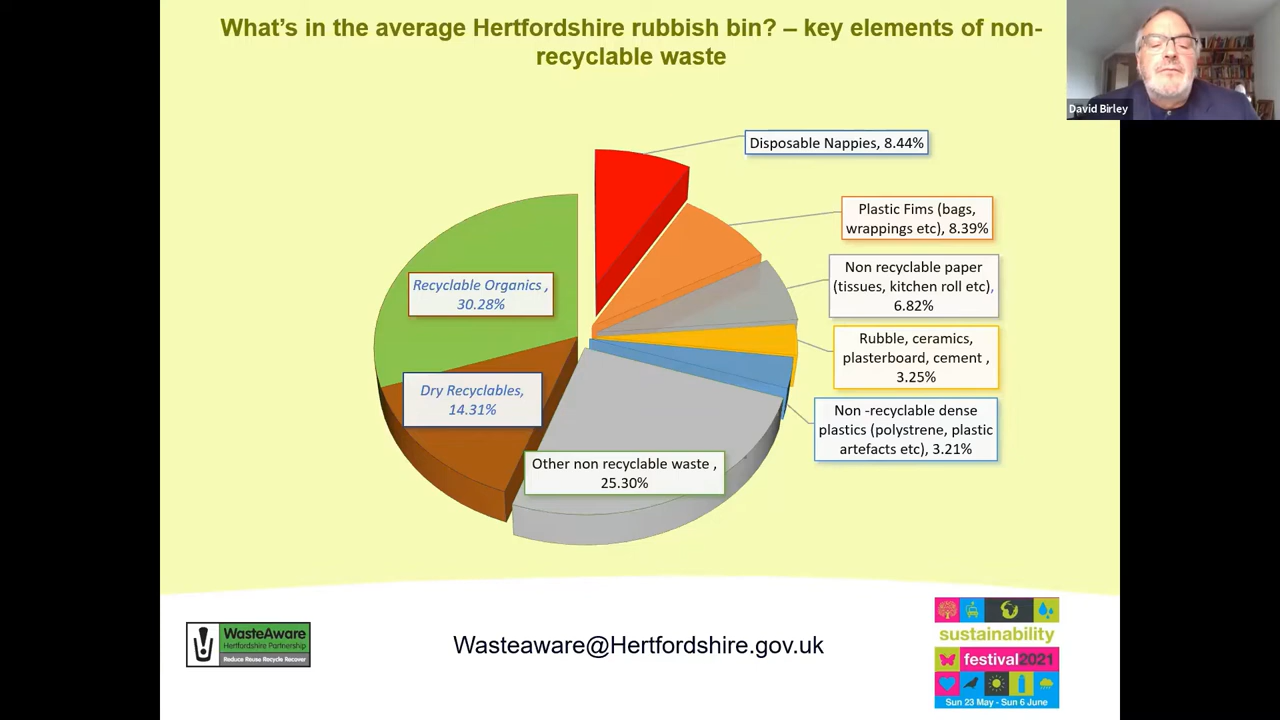 What's in the average Hertfordshire rubbish bin? – key elements of non-
recyclable waste
David Birley
Disposable Nappies, 8.44%
Plastic Fims (bags,
wrappings etc), 8.39%
Non recyclable paper
(tissues, kitchen roll etc),
6.82%
Rubble, ceramics,
plasterboard, cement ,
3.25%
Non -recyclable dense
plastics (polystrene, plastic
artefacts etc), 3.21%
Other non recyclable waste ,
25.30%
Dry Recyclables,
14.31%
Recyclable Organics ,
30.28%
WasteAware
Hertfordshire Partnership
Reduce Reuse Recycle Recover
Wasteaware@Hertfordshire.gov.uk
sustainability
festival2021
Sun 23 May - Sun 6 June